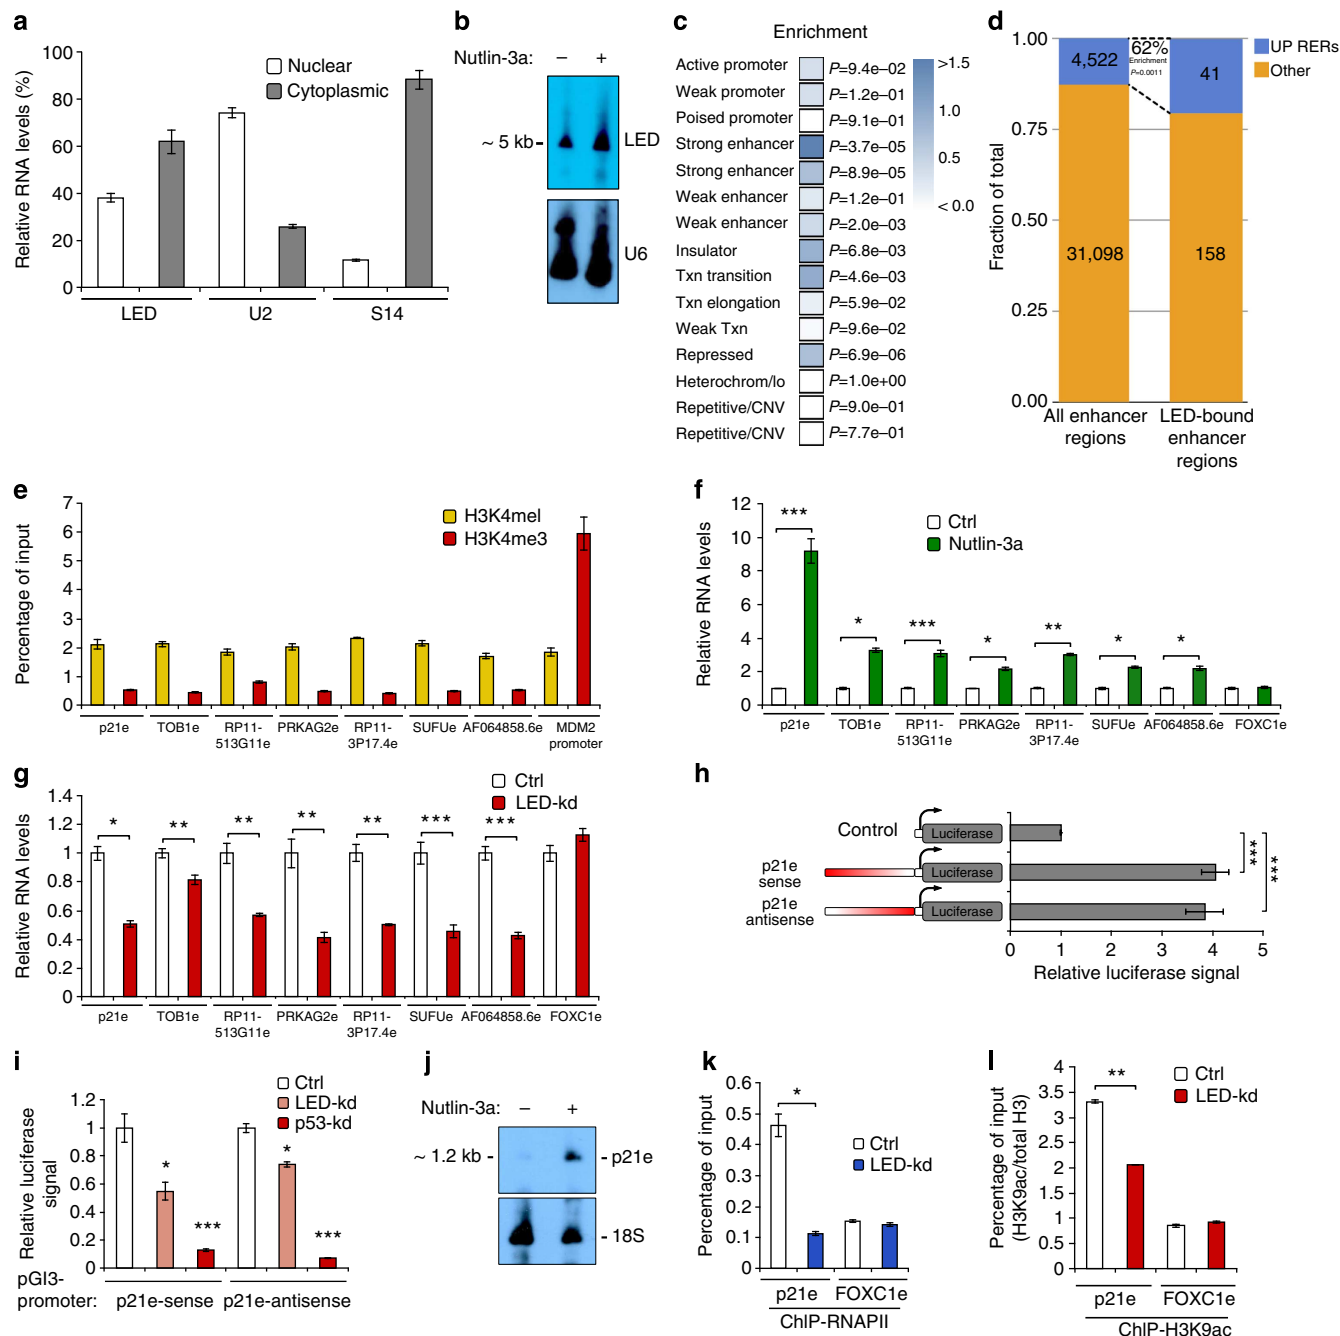 a
Relative RNA levels (%)
100
80
60
40
20
0
Nuclear
Cytoplasmic
LED
U2
S14
b
Nutlin-3a:
–
+
~ 5 kb-
LED
U6
c
Enrichment
Active promoter
P=9.4e–02
Weak promoter
P=1.2e–01
Poised promoter
P=9.1e–01
Strong enhancer
P=3.7e–05
Strong enhancer
P=8.9e–05
Weak enhancer
P=1.2e–01
Weak enhancer
P=2.0e–03
Insulator
P=6.8e–03
Txn transition
P=4.6e–03
Txn elongation
P=5.9e–02
Weak Txn
P=9.6e–02
Repressed
P=6.9e–06
Heterochrom/lo
P=1.0e+00
Repetitive/CNV
P=9.0e–01
Repetitive/CNV
P=7.7e–01
>1.5
1.0
0.5
< 0.0
d
Fraction of total
1.00
0.75
0.50
0.25
0.00
4,522
62%
Enrichment
P=0.0011
41
31,098
158
UP RERs
Other
All enhancer
regions
LED-bound
enhancer
regions
e
Percentage of input
7
6
5
4
3
2
1
0
H3K4mel
H3K4me3
p21e
TOB1e
RP11-
513G11e
PRKAG2e
RP11-
3P17.4e
SUFUe
AF064858.6e
MDM2
promoter
f
Relative RNA levels
12
10
8
6
4
2
0
Ctrl
Nutlin-3a
***
*
***
*
**
*
*
p21e
TOB1e
RP11-
513G11e
PRKAG2e
RP11-
3P17.4e
SUFUe
AF064858.6e
FOXC1e
g
Relative RNA levels
1.4
1.2
1
0.8
0.6
0.4
0.2
0
Ctrl
LED-kd
*
**
**
**
**
***
***
p21e
TOB1e
RP11-
513G11e
PRKAG2e
RP11-
3P17.4e
SUFUe
AF064858.6e
FOXC1e
h
Control
Luciferase
p21e
sense
Luciferase
p21e
antisense
Luciferase
***
***
0
1
2
3
4
5
Relative luciferase signal
i
Relative luciferase
signal
1.2
1
0.8
0.6
0.4
0.2
0
Ctrl
LED-kd
p53-kd
*
***
*
***
pGI3-
promoter:
p21e-sense
p21e-antisense
j
Nutlin-3a:
–
+
~ 1.2 kb -
- p21e
- 18S
k
Percentage of input
0.6
0.5
0.4
0.3
0.2
0.1
0
*
Ctrl
LED-kd
p21e
FOXC1e
ChIP-RNAPII
l
Percentage of input
(H3K9ac/total H3)
4
3.5
3
2.5
2
1.5
1
0.5
0
**
Ctrl
LED-kd
p21e
FOXC1e
ChIP-H3K9ac